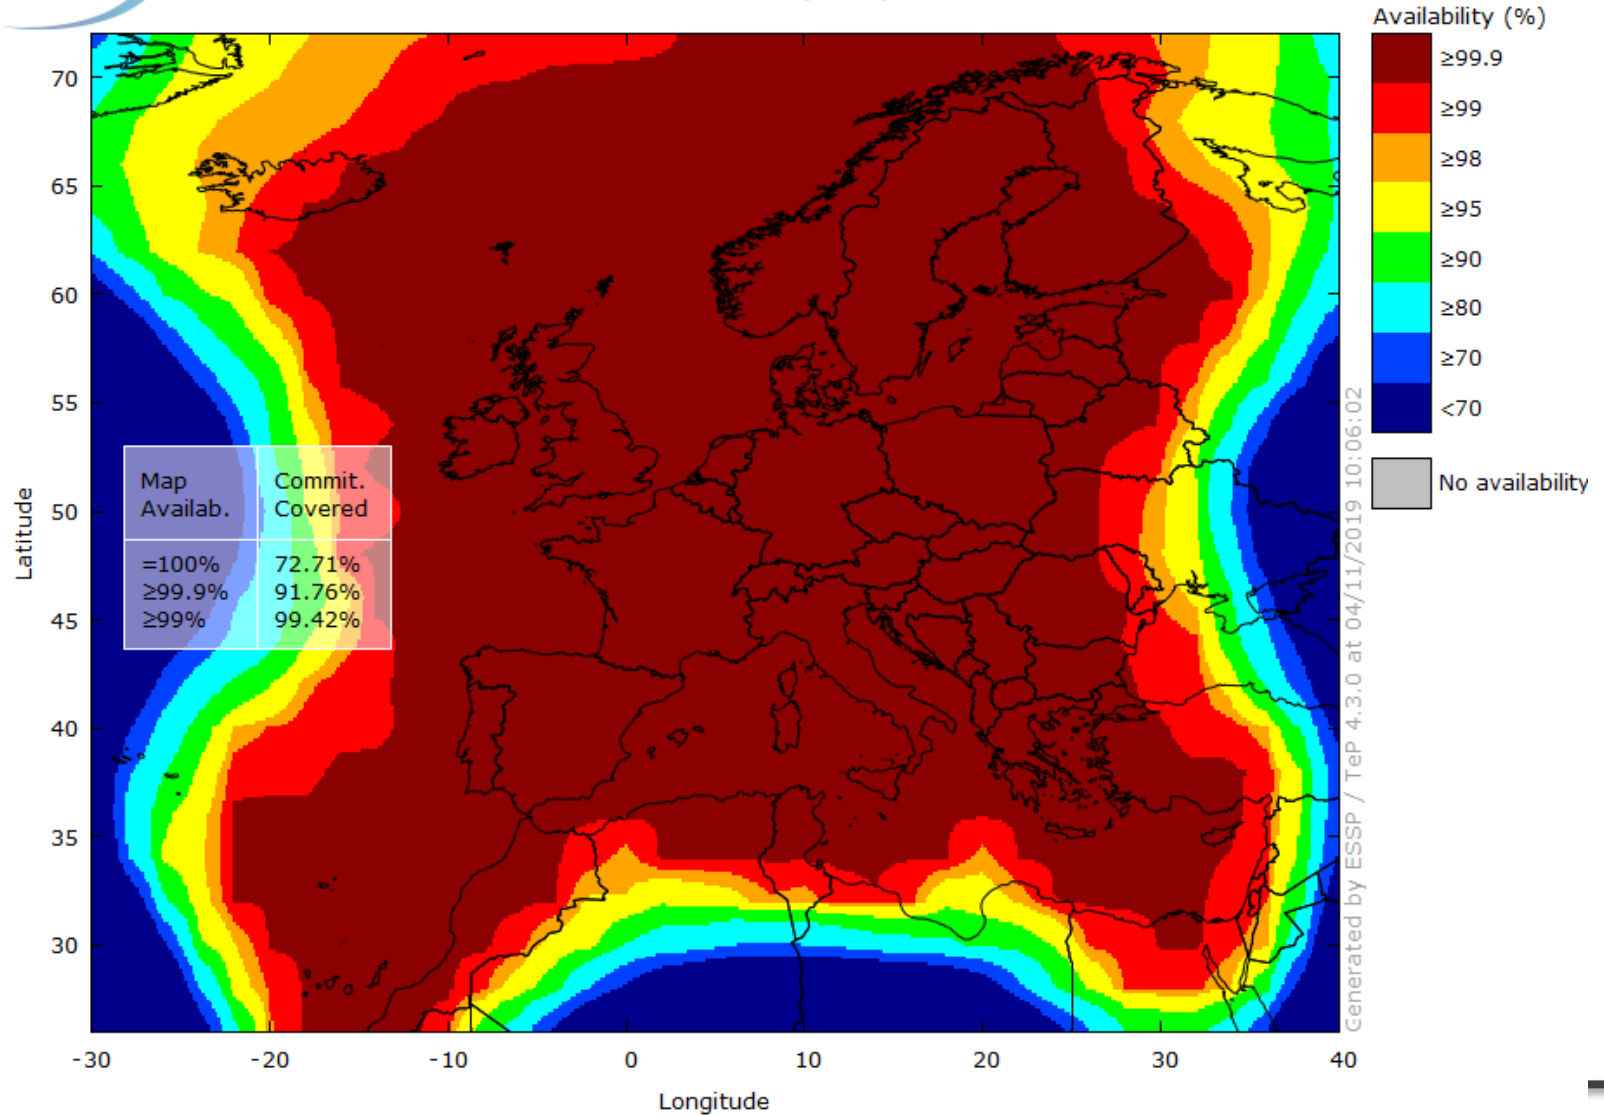 Availability (%)
≥99.9
≥99
≥98
≥95
≥90
≥80
≥70
<70
No availability
70
65
60
55
50
45
40
35
30
Latitude
Map
Availab.
Commit.
Covered
=100% 72.71%
≥99.9% 91.76%
≥99% 99.42%
-30 -20 -10 0 10 20 30 40
Longitude
Generated by ESSP / TeP 4.3.0 at 04/11/2019 10:06:02